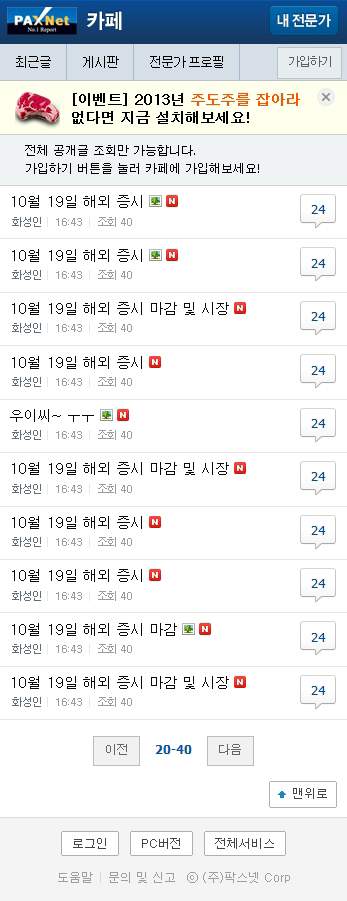 PAXNet 카페 내 전문가
No.1 Report
최근글 게시판 전문가 프로필 가입하기
[이벤트] 2013년 주도주를 잡아라
없다면 지금 설치해보세요!
전체 공개글 조회만 가능합니다.
가입하기 버튼을 눌러 카페에 가입해보세요!
10월 19일 해외 증시 N 24
화성인 16:43 조회 40
10월 19일 해외 증시 N 24
화성인 16:43 조회 40
10월 19일 해외 증시 마감 및 시장 N 24
화성인 16:43 조회 40
10월 19일 해외 증시 N 24
화성인 16:43 조회 40
우이씨~ ㅜㅜ N 24
화성인 16:43 조회 40
10월 19일 해외 증시 마감 및 시장 N 24
화성인 16:43 조회 40
10월 19일 해외 증시 N 24
화성인 16:43 조회 40
10월 19일 해외 증시 N 24
화성인 16:43 조회 40
10월 19일 해외 증시 마감 N 24
화성인 16:43 조회 40
10월 19일 해외 증시 마감 및 시장 N 24
화성인 16:43 조회 40
이전 20-40 다음
맨위로
로그인 PC버전 전체서비스
도움말 문의 및 신고 ⓒ (주)팍스넷 Corp